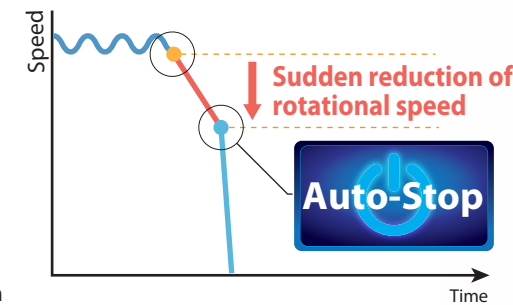 Speed
Sudden reduction of
rotational speed
Auto-Stop
Time